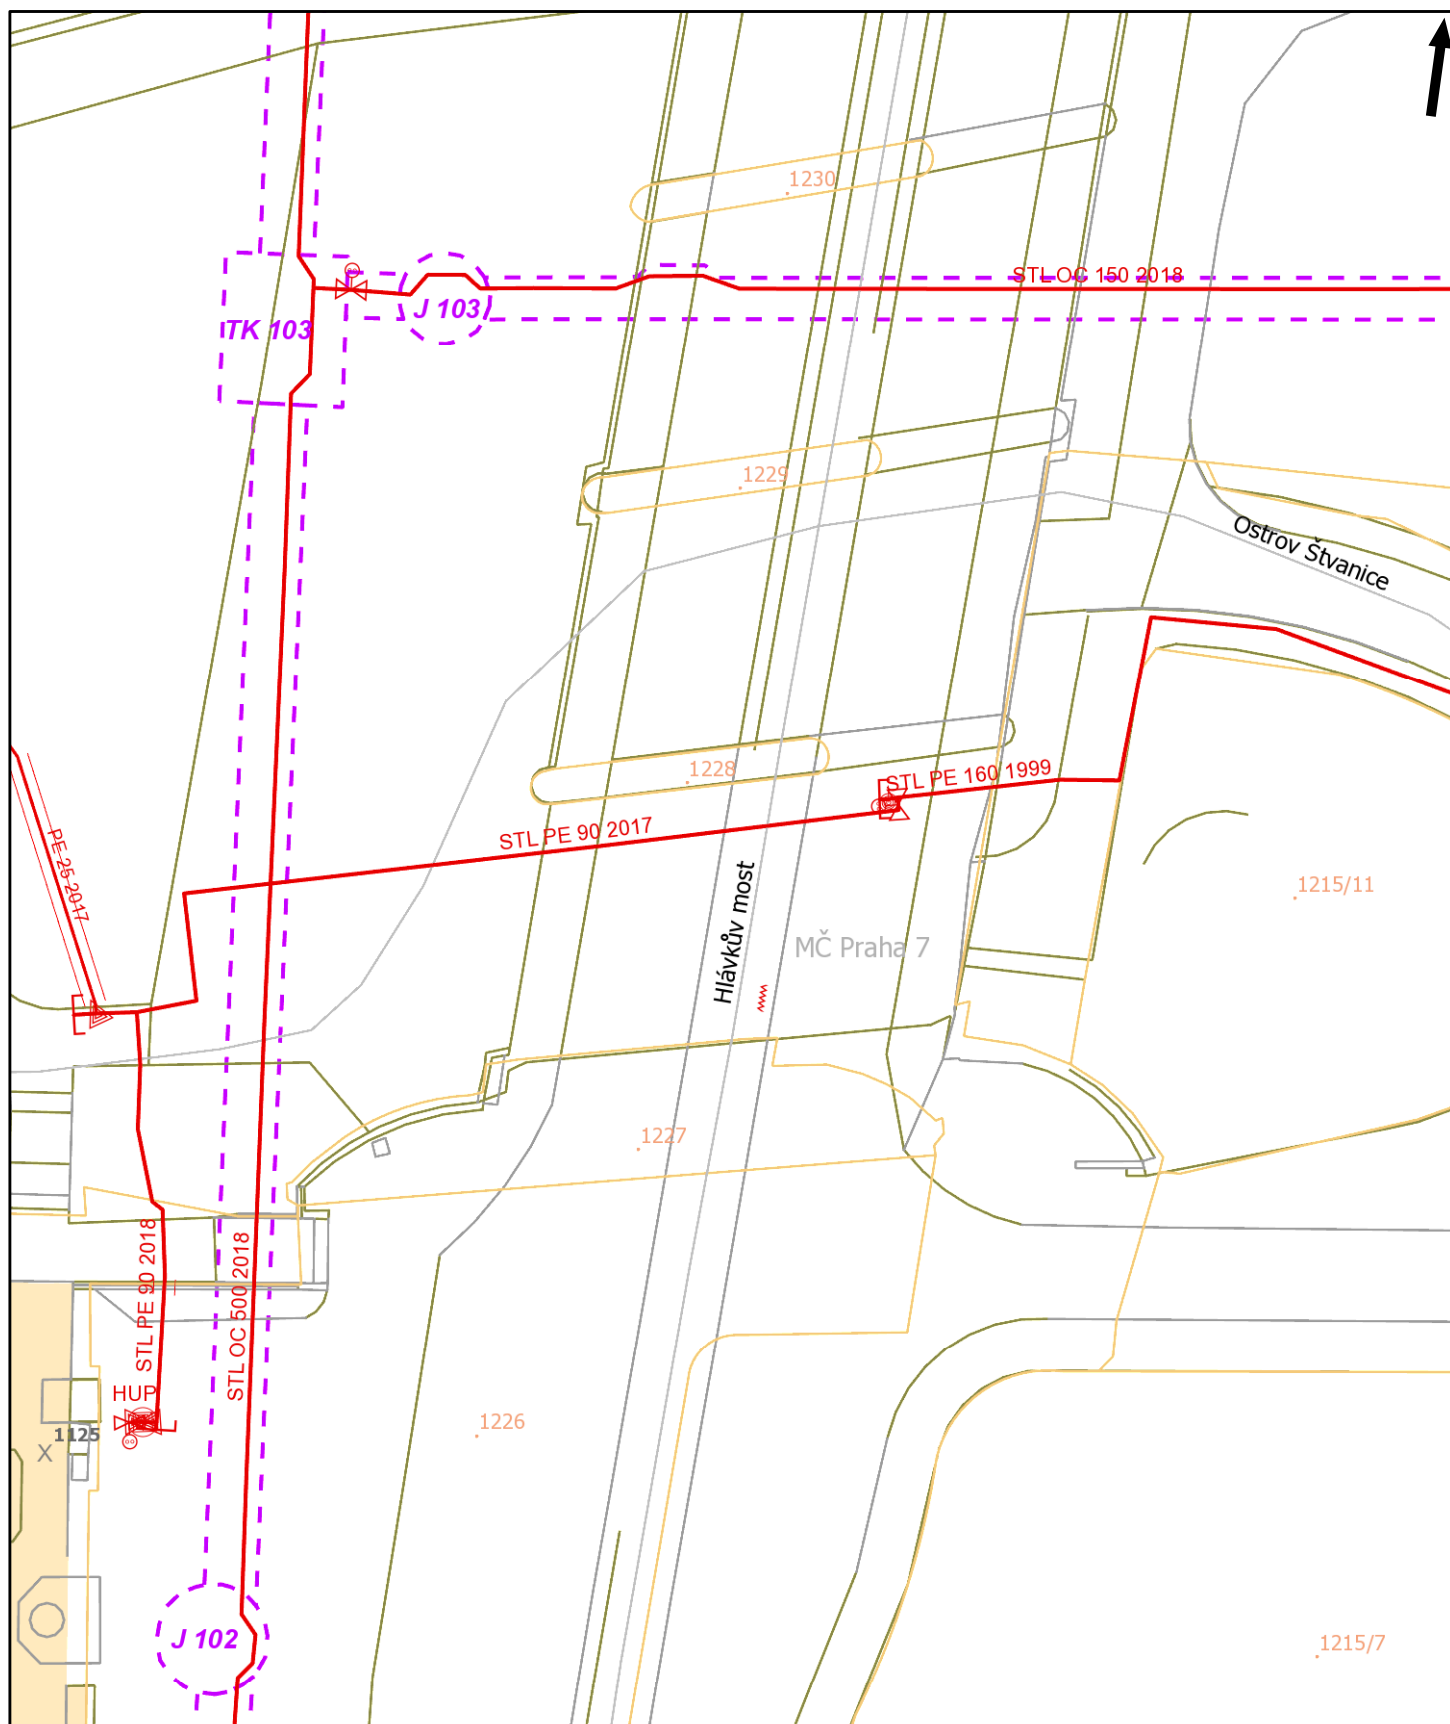 1230
STL OC 150 2018
J 103
TK 103
1229
Ostrov Štvanice
1228
STL PE 160 1999
STL PE 90 2017
PE 25 2017
1215/11
Hlávkův most
MČ Praha 7
1227
STL PE 90 2018
STL OC 500 2018
HUP
1125
X
1226
J 102
1215/7